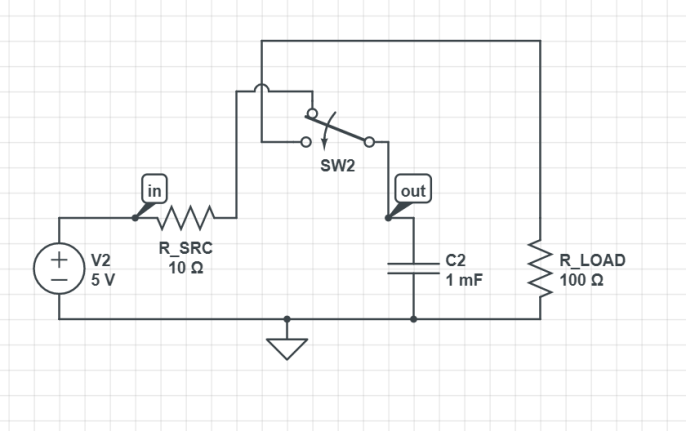 SW2
in
out
R_SRC
10 Ω
V2
5 V
C2
1 mF
R_LOAD
100 Ω